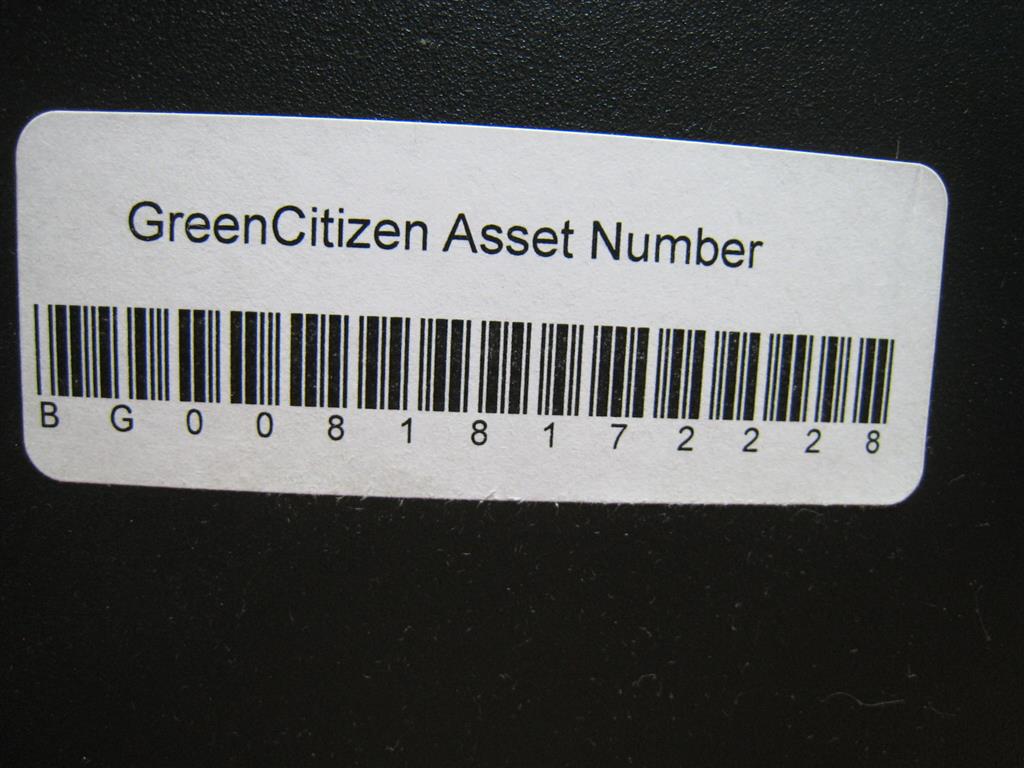 GreenCitizen Asset Number
B G 0 0 8 1 8 1 7 2 2 2 8